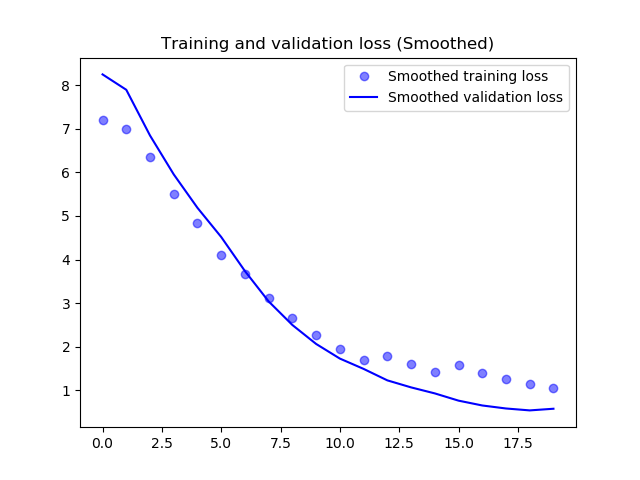 Training and validation loss (Smoothed)
Smoothed training loss
Smoothed validation loss
8
7
6
5
4
3
2
1
0.0 2.5 5.0 7.5 10.0 12.5 15.0 17.5